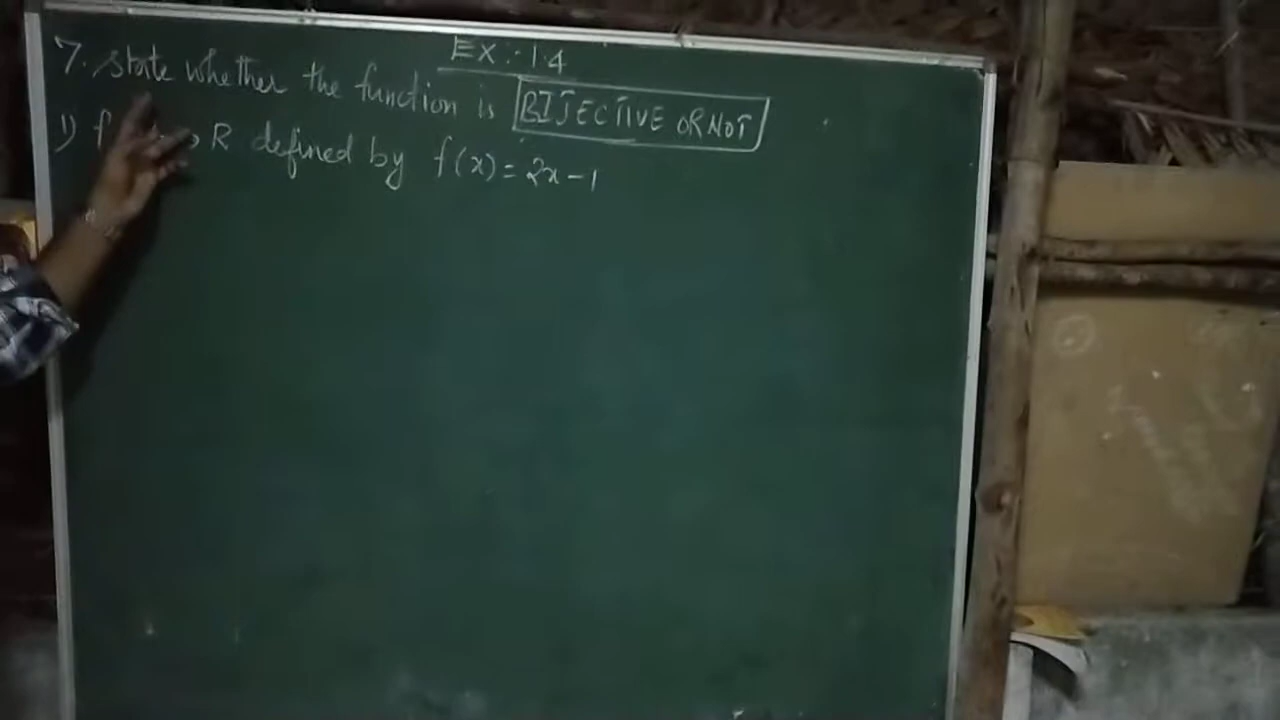 EX : 1.4
7. state whether the function is BIJECTIVE OR NOT
1) f R defined by f(x) = 2x - 1